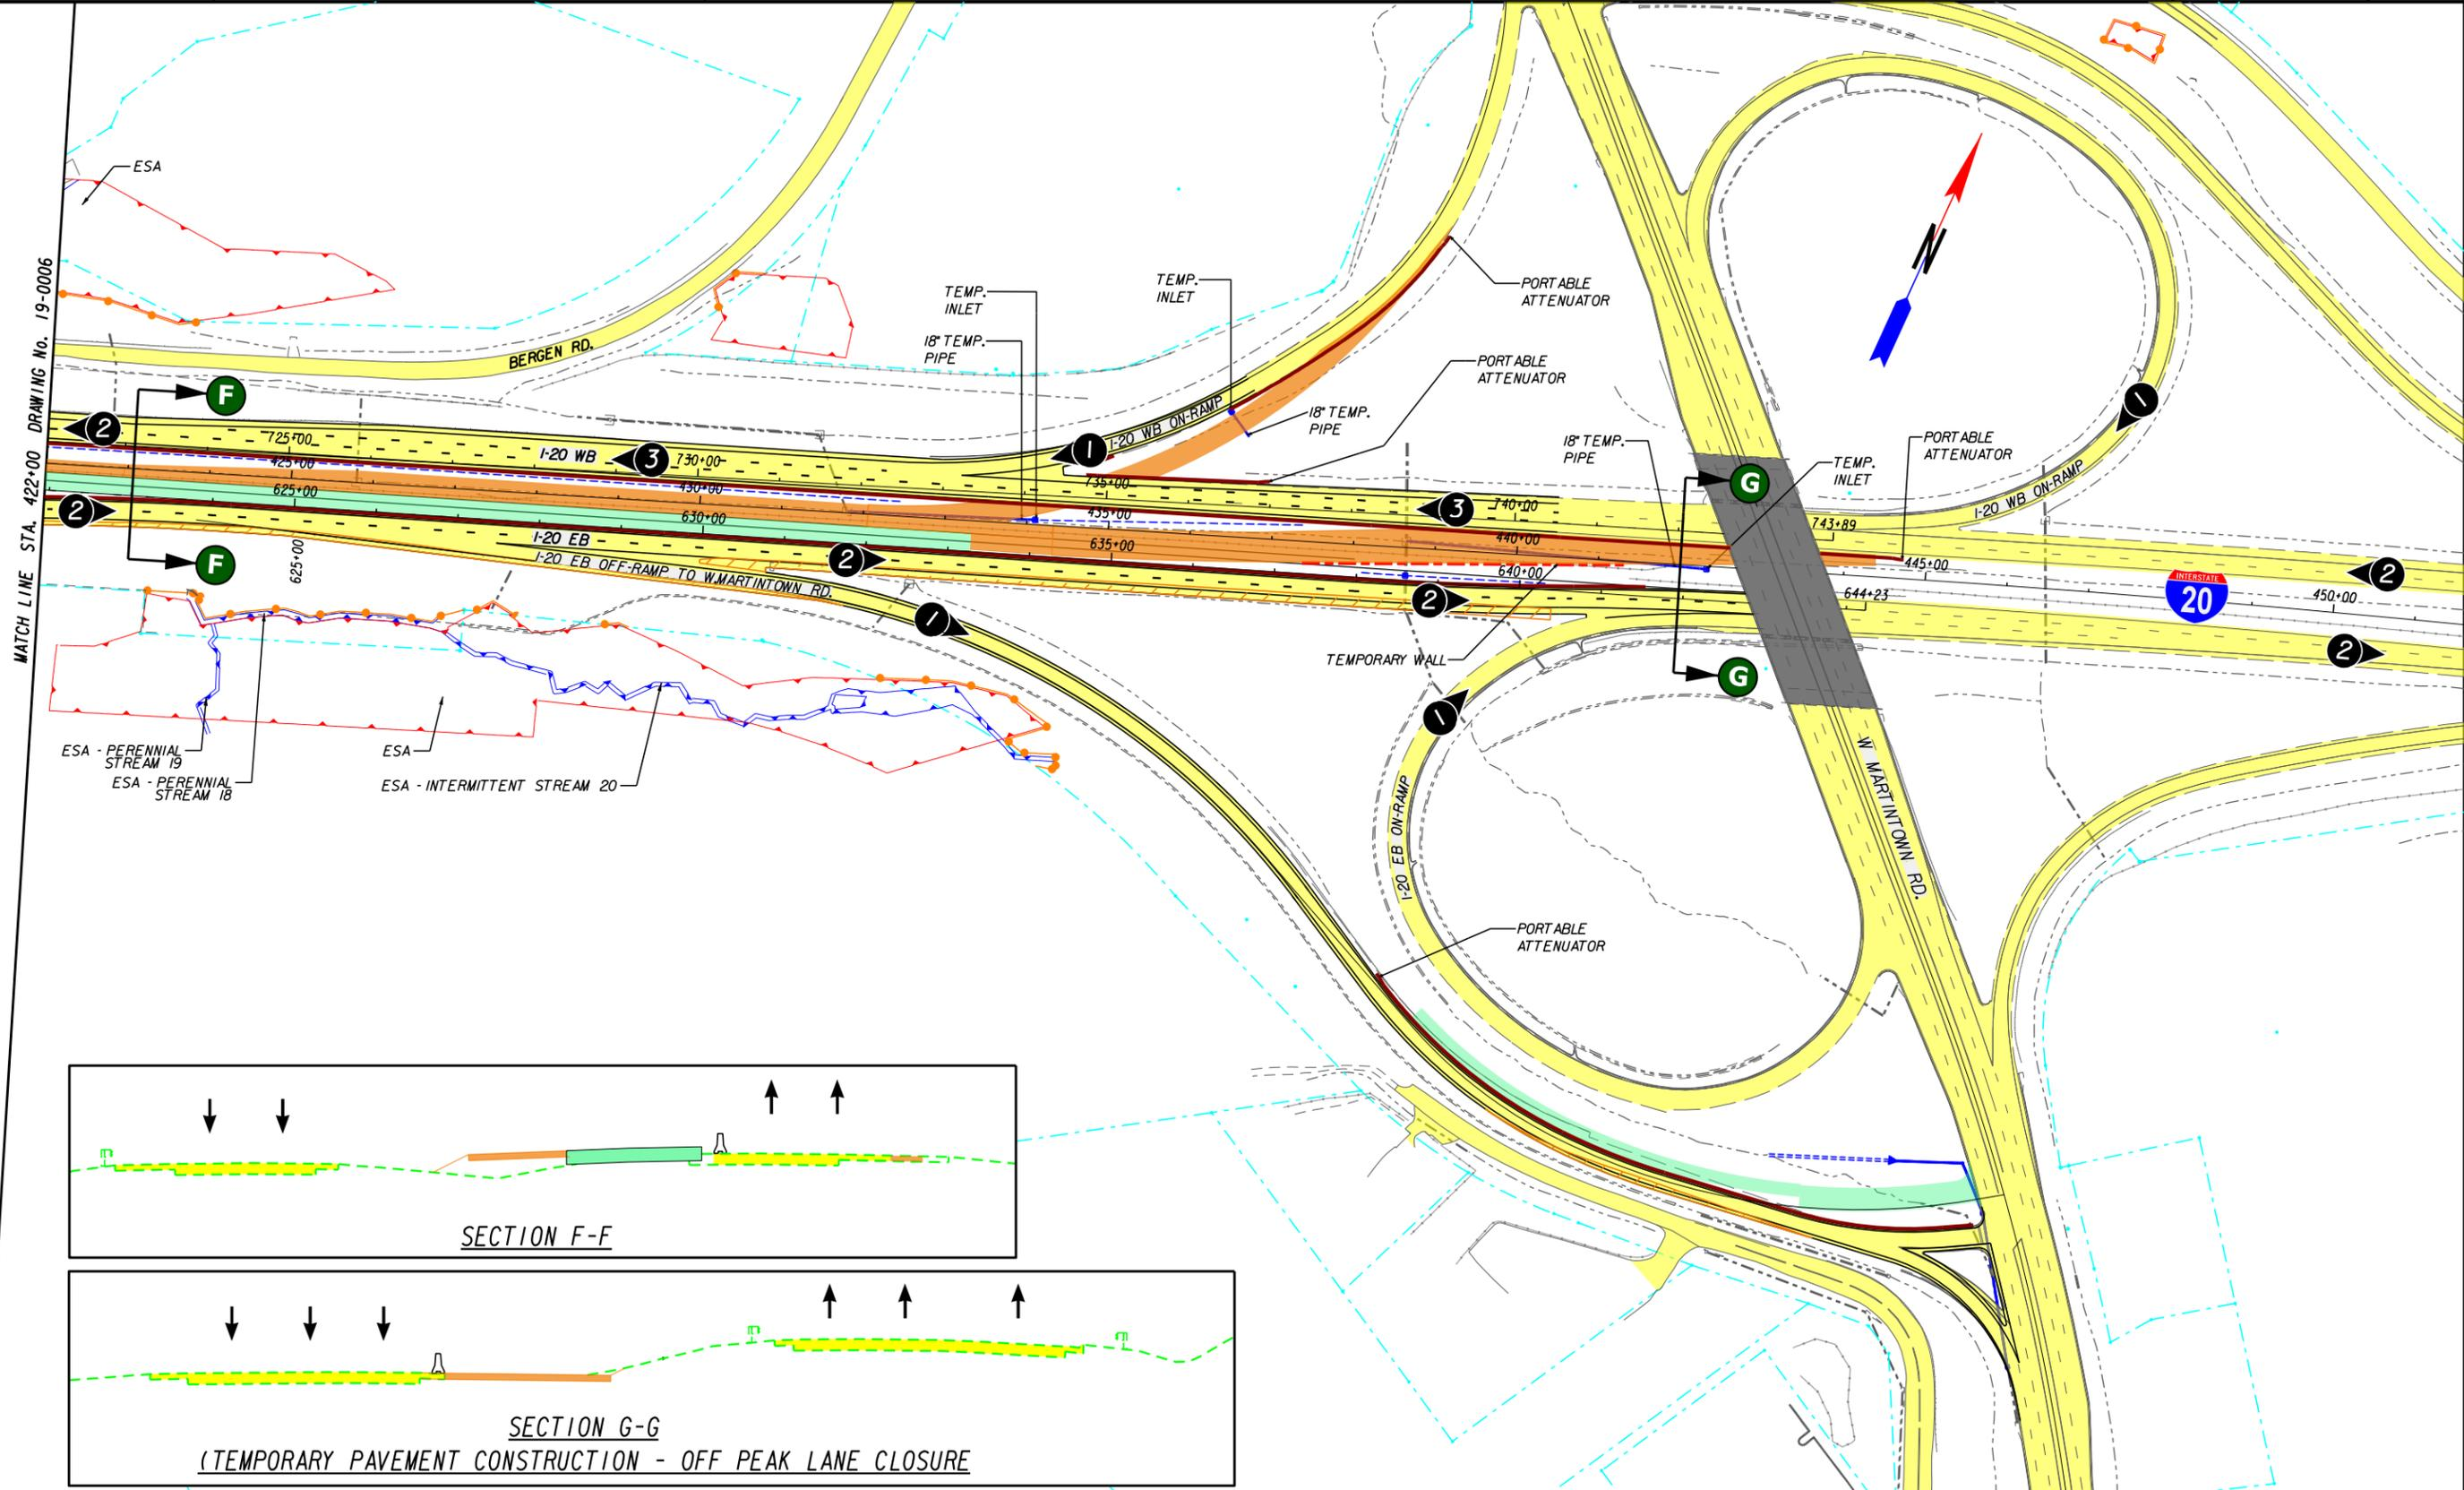 MATCH LINE STA. 422+00 DRAWING No. 19-0006
ESA
BERGEN RD.
F
2
725+00
I-20 WB
3
730+00
425+00
430+00
625+00
2
I-20 EB
630+00
I-20 EB OFF-RAMP TO W.MARTINTOWN RD.
625+00
F
2
1
TEMP.
INLET
18" TEMP.
PIPE
TEMP.
INLET
PORTABLE
ATTENUATOR
PORTABLE
ATTENUATOR
18" TEMP.
PIPE
I-20 WB ON-RAMP
1
735+00
435+00
635+00
3
740+00
440+00
640+00
2
18" TEMP.
PIPE
G
TEMP.
INLET
PORTABLE
ATTENUATOR
N
1
I-20 WB ON-RAMP
743+89
445+00
644+23
INTERSTATE
20
450+00
2
2
TEMPORARY WALL
G
1
I-20 EB ON-RAMP
W MARTINTOWN RD.
ESA - PERENNIAL
STREAM 19
ESA - PERENNIAL
STREAM 18
ESA
ESA - INTERMITTENT STREAM 20
PORTABLE
ATTENUATOR
SECTION F-F
SECTION G-G
(TEMPORARY PAVEMENT CONSTRUCTION - OFF PEAK LANE CLOSURE